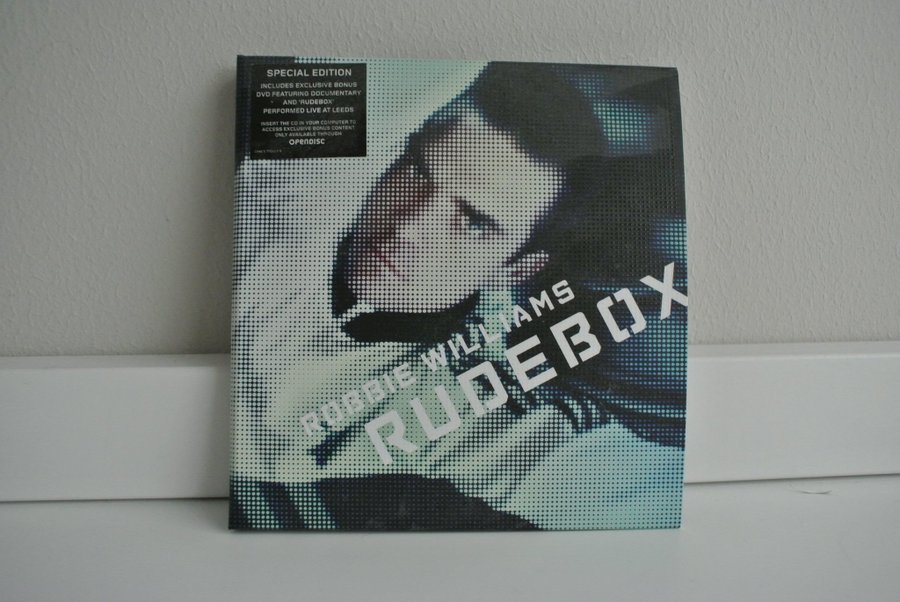 SPECIAL EDITION
INCLUDES EXCLUSIVE BONUS
DVD FEATURING DOCUMENTARY
AND 'RUDEBOX'
PERFORMED LIVE AT LEEDS
INSERT THE CD IN YOUR COMPUTER TO
ACCESS EXCLUSIVE BONUS CONTENT
ONLY AVAILABLE THROUGH
OPENDISC
ROBBIE WILLIAMS
RUDEBOX